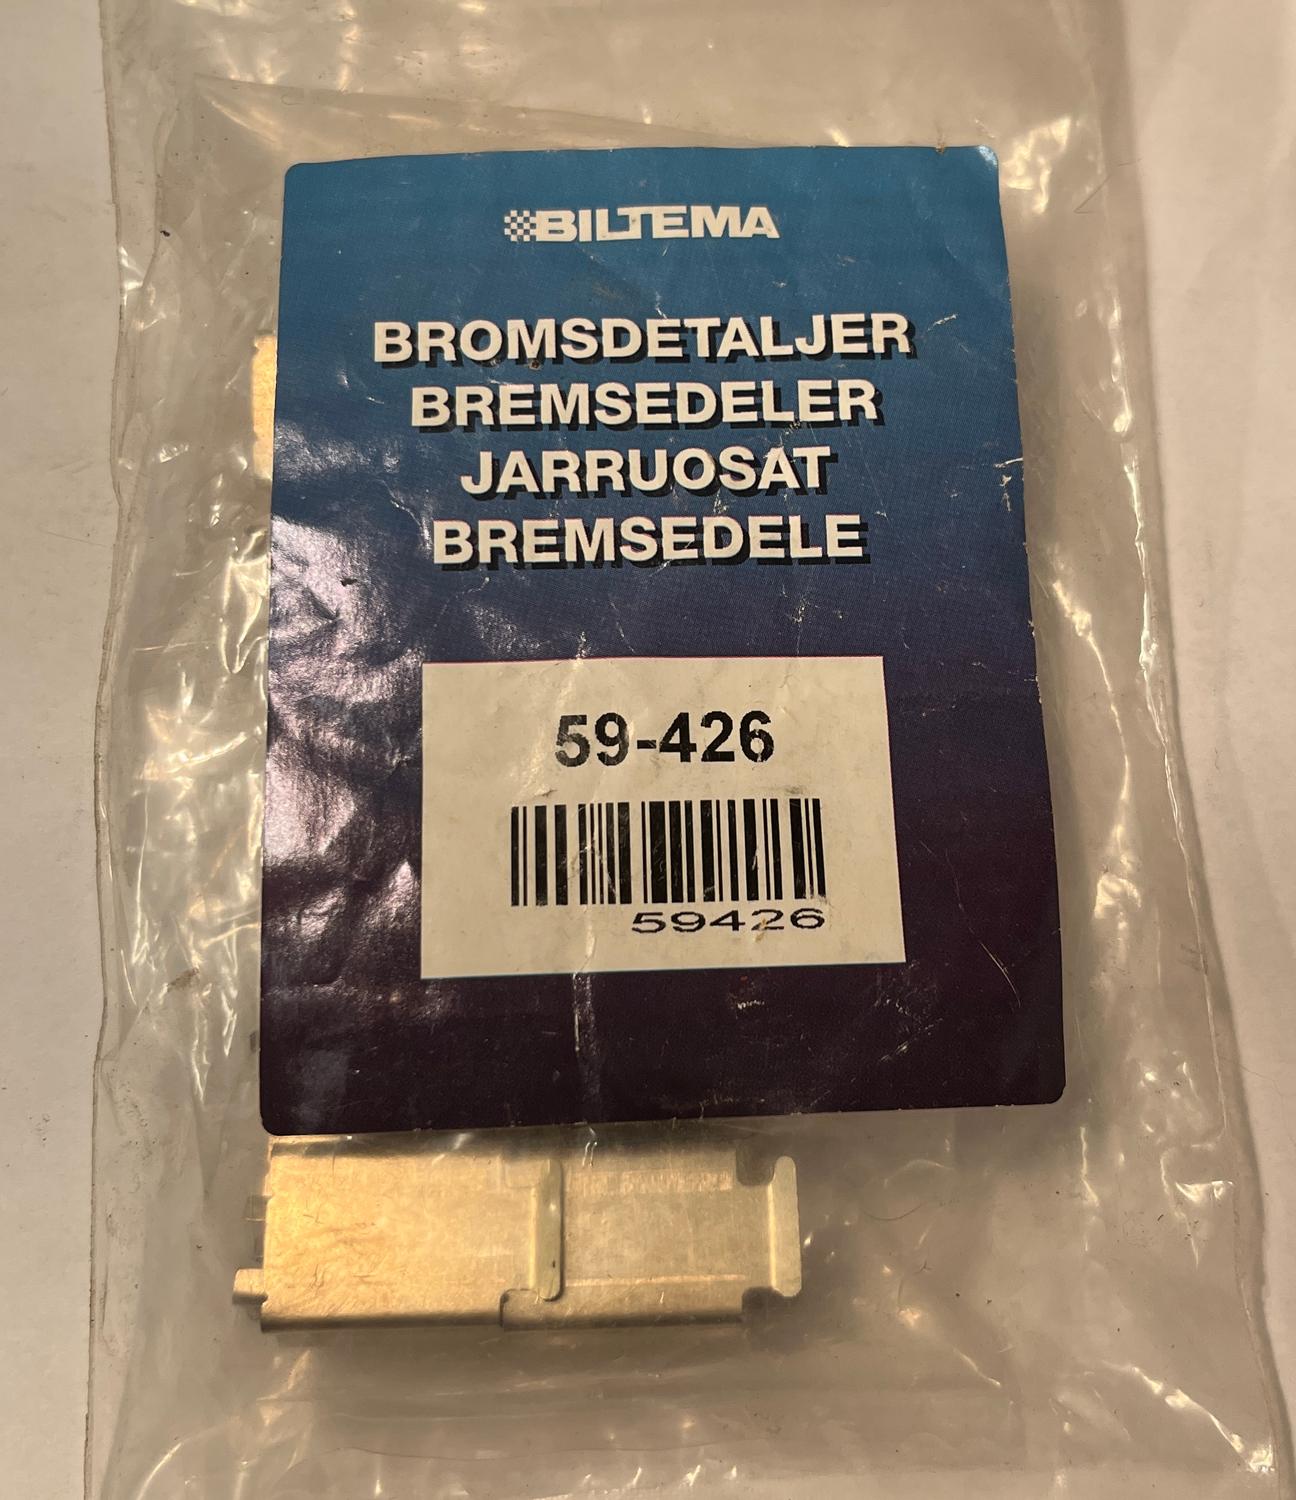 BILTEMA
BROMSDETALJER
BREMSEDELER
JARRUOSAT
BREMSEDELE
59-426
59426